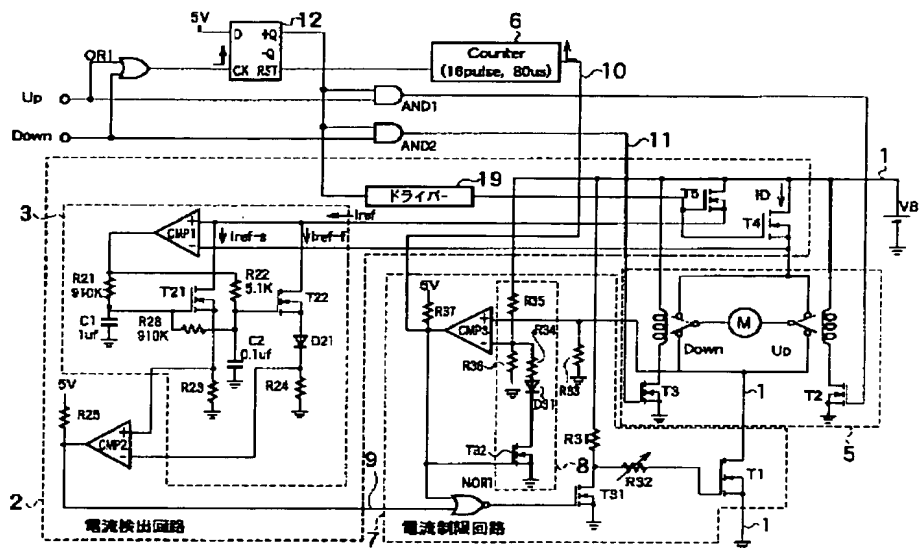 5V
12
D
+Q
-Q
CK
RST
OR1
6
Counter
(16pulse, 80us)
10
Up
Down
AND1
AND2
11
19
ドライバー
1
T5
ID
T4
VB
3
Iref
CMP1
Iref-s
Iref-f
R21
910K
T21
R22
5.1K
T22
C1
1uf
R28
910K
C2
0.1uf
D21
R23
R24
5V
R25
CMP2
5V
R37
R35
CMP3
R34
R36
D31
R33
M
Down
Up
T3
T2
1
5
T32
8
R31
R32
T1
NOR1
T31
9
2
電流検出回路
7
電流制限回路
1